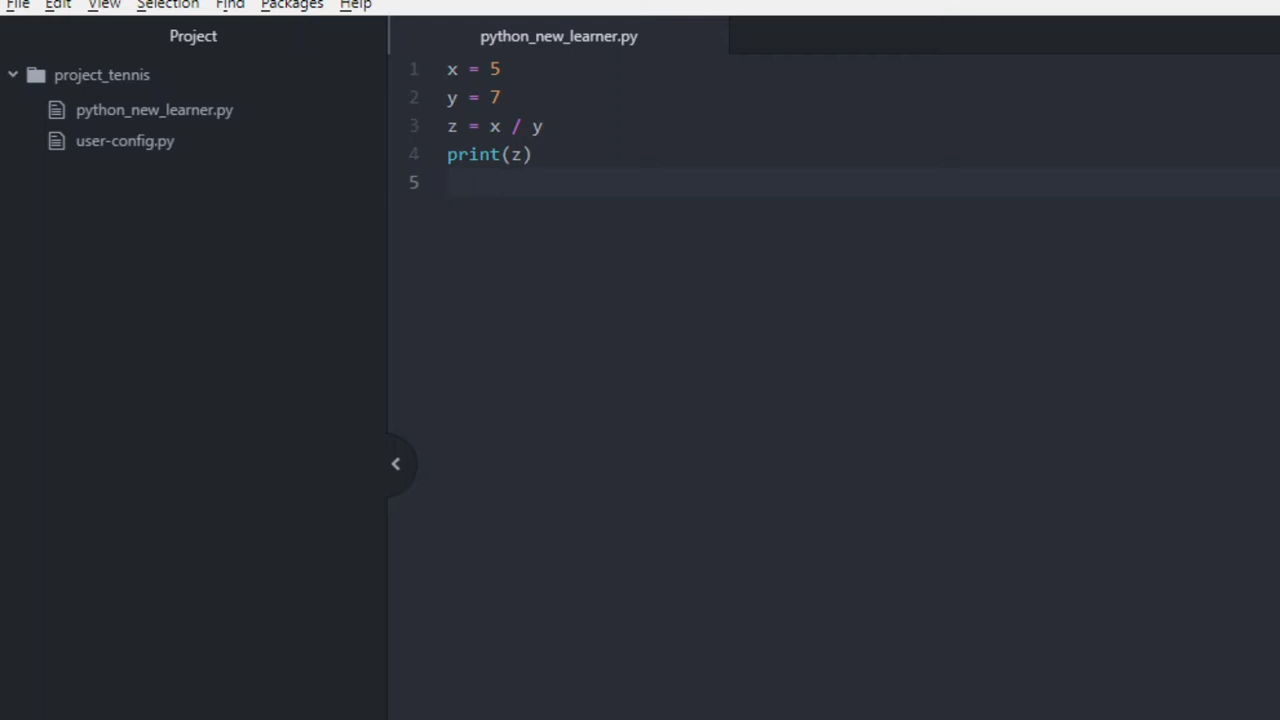 File Edit View Selection Find Packages Help
Project
python_new_learner.py
project_tennis
python_new_learner.py
user-config.py
1 x = 5
2 y = 7
3 z = x / y
4 print(z)
5